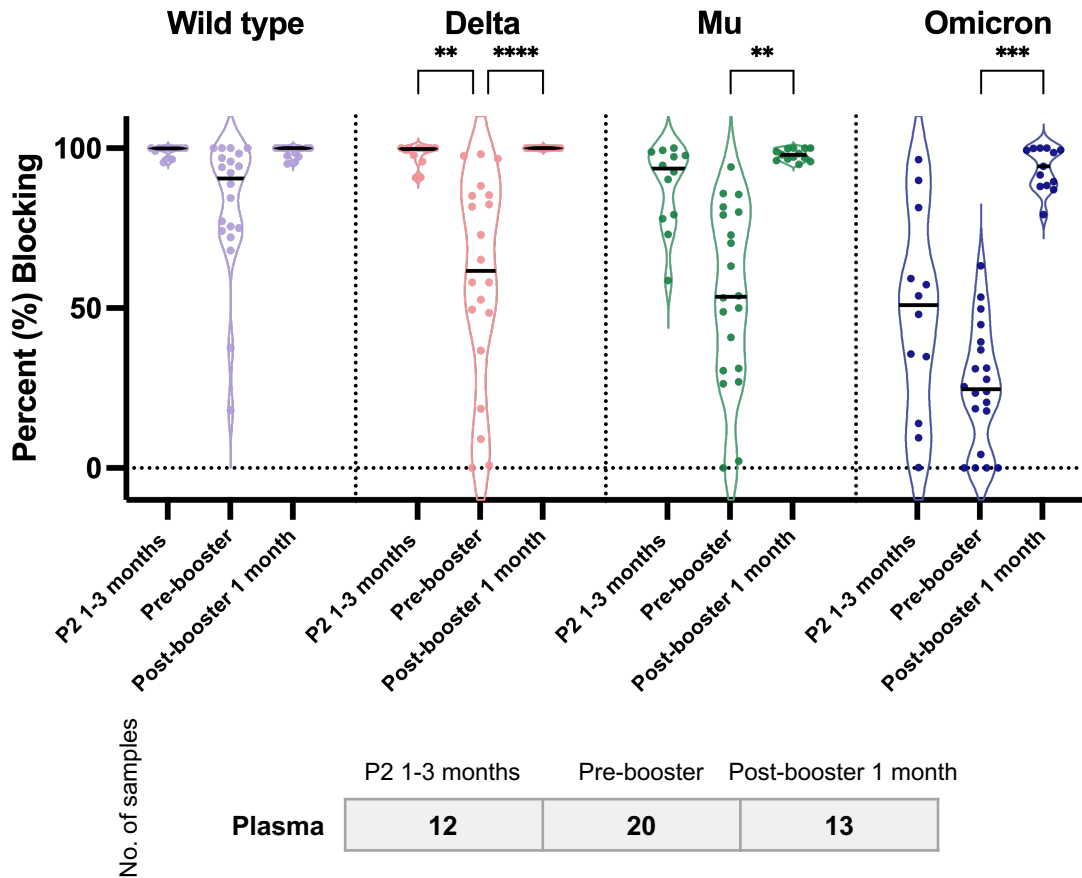 Wild type Delta Mu Omicron
** **** ** ***
Percent (%) Blocking
100
50
0
P2 1-3 months Pre-booster Post-booster 1 month P2 1-3 months Pre-booster Post-booster 1 month P2 1-3 months Pre-booster Post-booster 1 month P2 1-3 months Pre-booster Post-booster 1 month
No. of samples
P2 1-3 months Pre-booster Post-booster 1 month
Plasma 12 20 13